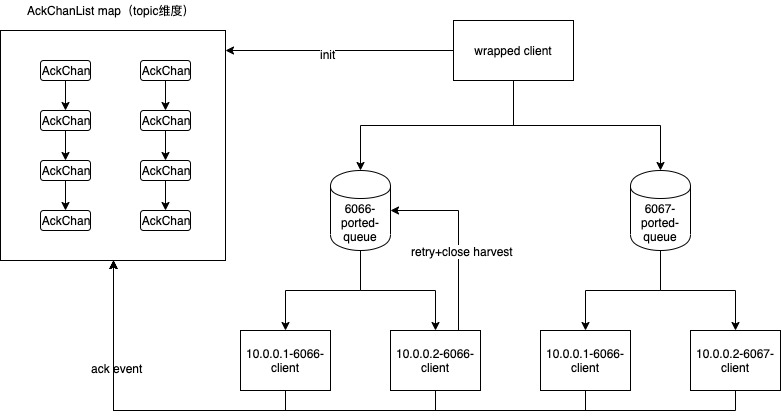 AckChanList map（topic维度）
AckChan
AckChan
AckChan
AckChan
AckChan
AckChan
AckChan
AckChan
init
wrapped client
6066-
ported-
queue
6067-
ported-
queue
retry+close harvest
10.0.0.1-6066-
client
10.0.0.2-6066-
client
10.0.0.1-6066-
client
10.0.0.2-6067-
client
ack event